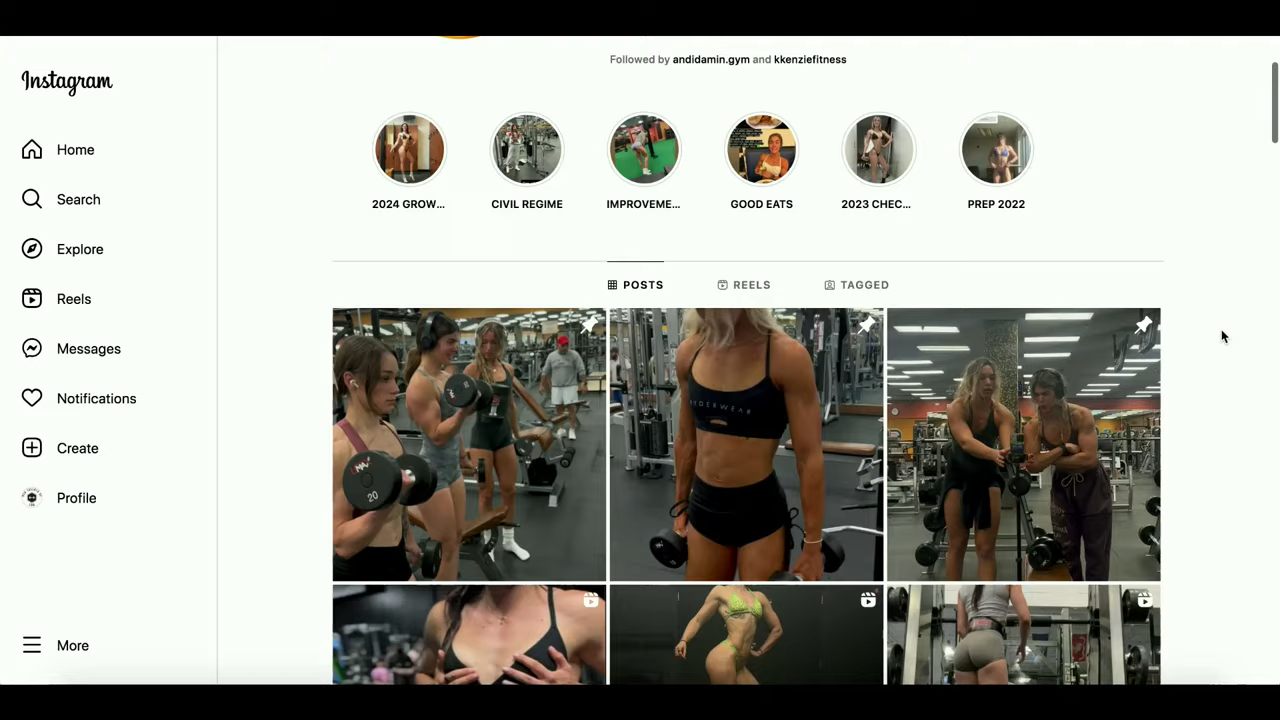 Instagram
Followed by andidamin.gym and kkenziefitness
Home
Search
Explore
Reels
Messages
Notifications
Create
Profile
More
2024 GROW...
CIVIL REGIME
IMPROVEME...
GOOD EATS
2023 CHEC...
PREP 2022
POSTS
REELS
TAGGED
20